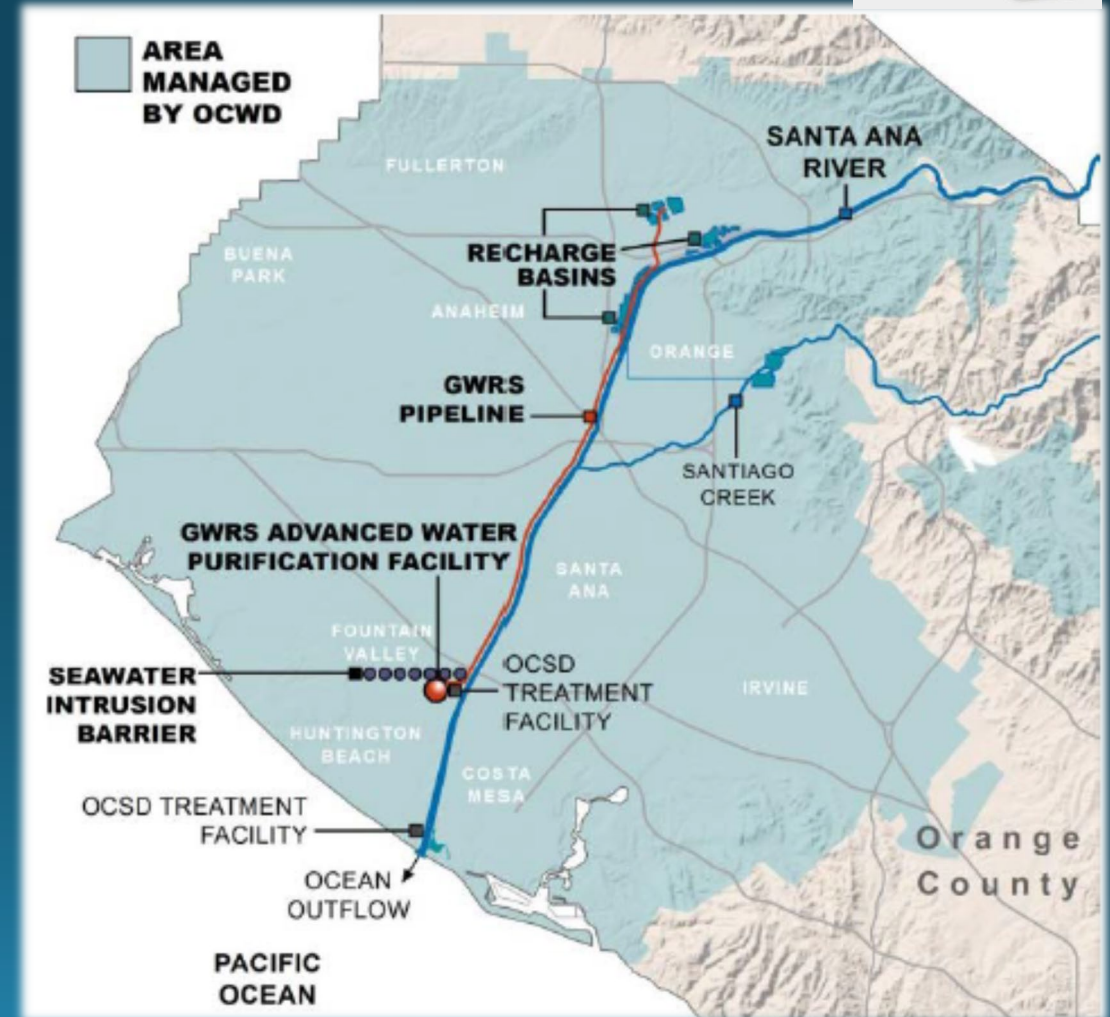 AREA
MANAGED
BY OCWD
SANTA ANA
RIVER
FULLERTON
RECHARGE
BASINS
BUENA
PARK
ANAHEIM
ORANGE
GWRS
PIPELINE
SANTIAGO
CREEK
GWRS ADVANCED WATER
PURIFICATION FACILITY
SANTA
ANA
FOUNTAIN
VALLEY
SEAWATER
INTRUSION
BARRIER
OCSD
TREATMENT
FACILITY
IRVINE
HUNTINGTON
BEACH
COSTA
MESA
OCSD TREATMENT
FACILITY
OCEAN
OUTFLOW
Orange
County
PACIFIC
OCEAN